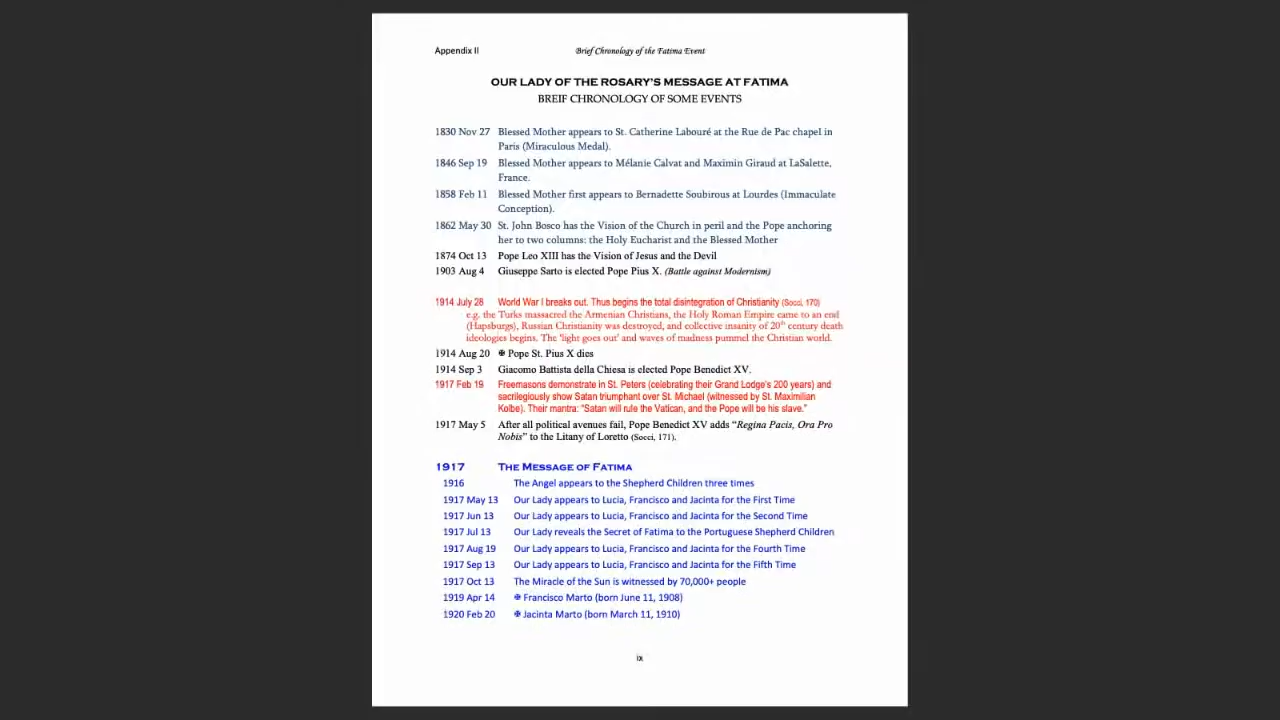 Appendix II Brief Chronology of the Fatima Event
OUR LADY OF THE ROSARY'S MESSAGE AT FATIMA
BREIF CHRONOLOGY OF SOME EVENTS
1830 Nov 27 Blessed Mother appears to St. Catherine Labouré at the Rue de Pac chapel in
Paris (Miraculous Medal).
1846 Sep 19 Blessed Mother appears to Mélanie Calvat and Maximin Giraud at LaSalette,
France.
1858 Feb 11 Blessed Mother first appears to Bernadette Soubirous at Lourdes (Immaculate
Conception).
1862 May 30 St. John Bosco has the Vision of the Church in peril and the Pope anchoring
her to two columns: the Holy Eucharist and the Blessed Mother
1874 Oct 13 Pope Leo XIII has the Vision of Jesus and the Devil
1903 Aug 4 Giuseppe Sarto is elected Pope Pius X. (Battle against Modernism)
1914 July 28 World War I breaks out. Thus begins the total disintegration of Christianity (Socci, 170)
e.g. the Turks massacred the Armenian Christians, the Holy Roman Empire came to an end
(Hapsburgs), Russian Christianity was destroyed, and collective insanity of 20th century death
ideologies begins. The 'light goes out' and waves of madness pummel the Christian world.
1914 Aug 20 ✠ Pope St. Pius X dies
1914 Sep 3 Giacomo Battista della Chiesa is elected Pope Benedict XV.
1917 Feb 19 Freemasons demonstrate in St. Peters (celebrating their Grand Lodge's 200 years) and
sacrilegiously show Satan triumphant over St. Michael (witnessed by St. Maximilian
Kolbe). Their mantra: "Satan will rule the Vatican, and the Pope will be his slave."
1917 May 5 After all political avenues fail, Pope Benedict XV adds "Regina Pacis, Ora Pro
Nobis" to the Litany of Loretto (Socci, 171).
1917 THE MESSAGE OF FATIMA
1916 The Angel appears to the Shepherd Children three times
1917 May 13 Our Lady appears to Lucia, Francisco and Jacinta for the First Time
1917 Jun 13 Our Lady appears to Lucia, Francisco and Jacinta for the Second Time
1917 Jul 13 Our Lady reveals the Secret of Fatima to the Portuguese Shepherd Children
1917 Aug 19 Our Lady appears to Lucia, Francisco and Jacinta for the Fourth Time
1917 Sep 13 Our Lady appears to Lucia, Francisco and Jacinta for the Fifth Time
1917 Oct 13 The Miracle of the Sun is witnessed by 70,000+ people
1919 Apr 14 ✠ Francisco Marto (born June 11, 1908)
1920 Feb 20 ✠ Jacinta Marto (born March 11, 1910)
ix